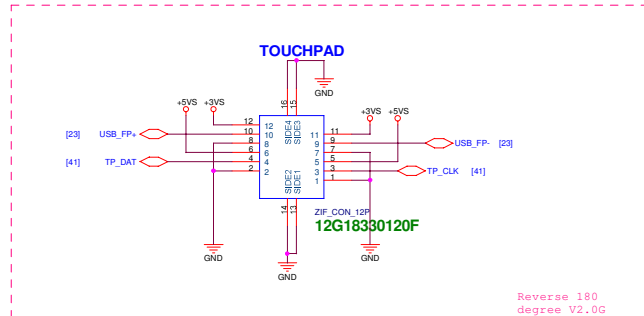 TOUCHPAD
GND
16
15
+5VS
+3VS
+3VS
+5VS
SIDE4
SIDE3
12
12
11
11
[23] USB_FP+
10
10
9
9
USB_FP- [23]
8
8
7
7
6
6
5
5
[41] TP_DAT
4
4
3
3
TP_CLK [41]
2
2
1
1
SIDE2
SIDE1
14
13
ZIF_CON_12P
12G18330120F
GND
GND
GND
Reverse 180
degree V2.0G